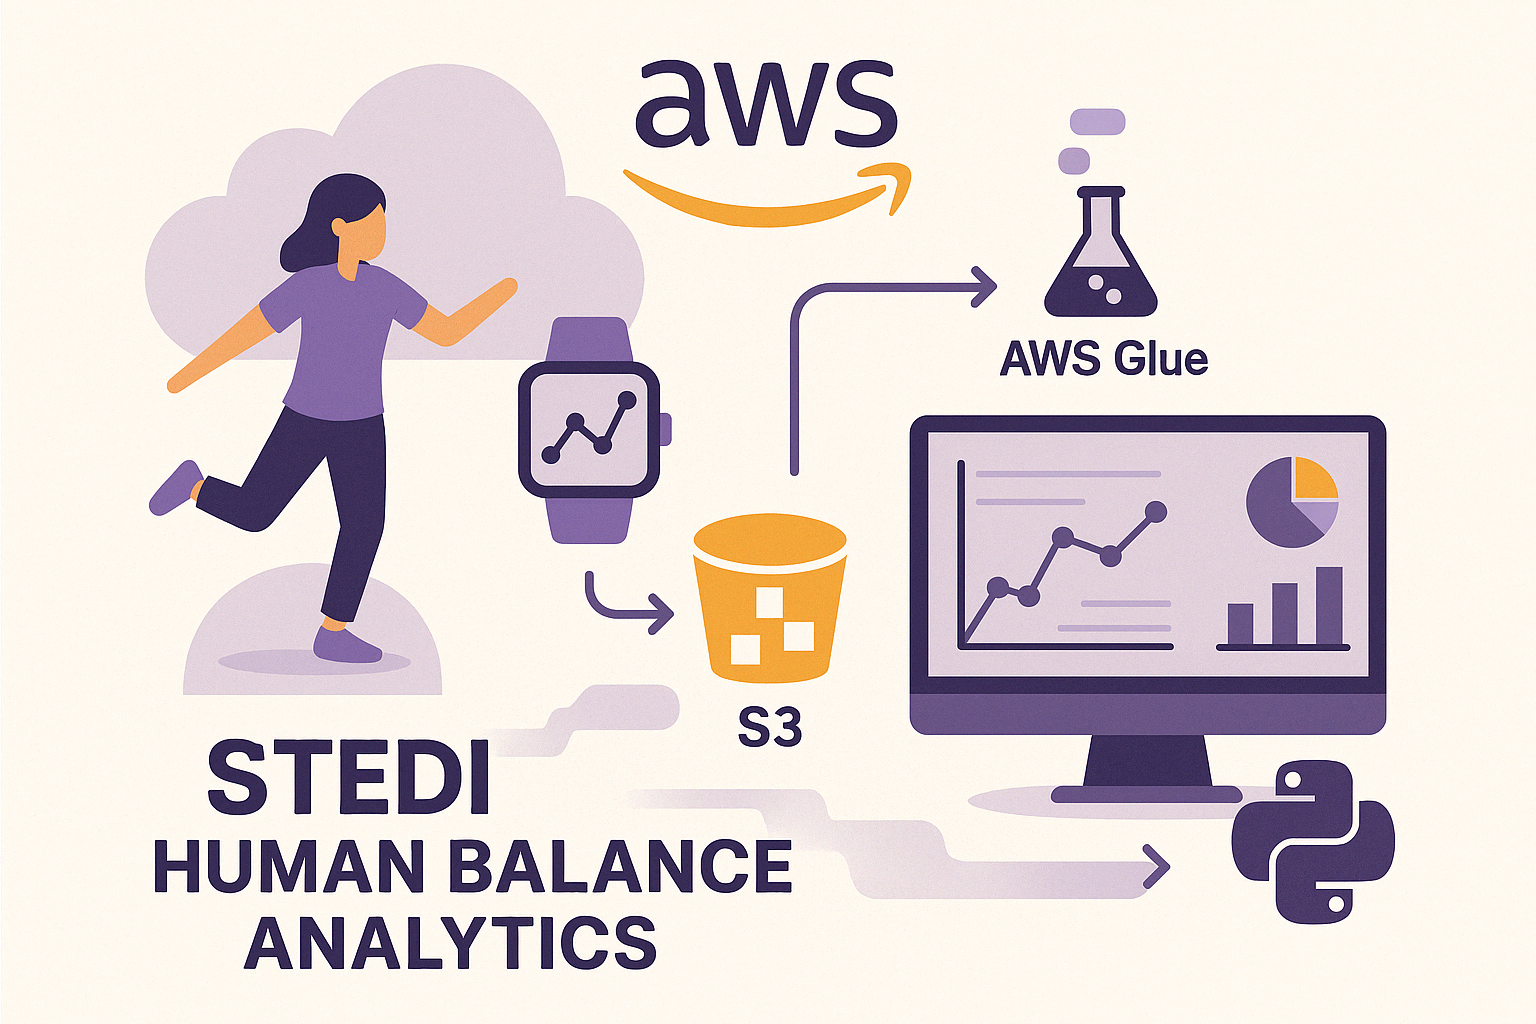 aws
AWS Glue
S3
STEDI
HUMAN BALANCE
ANALYTICS